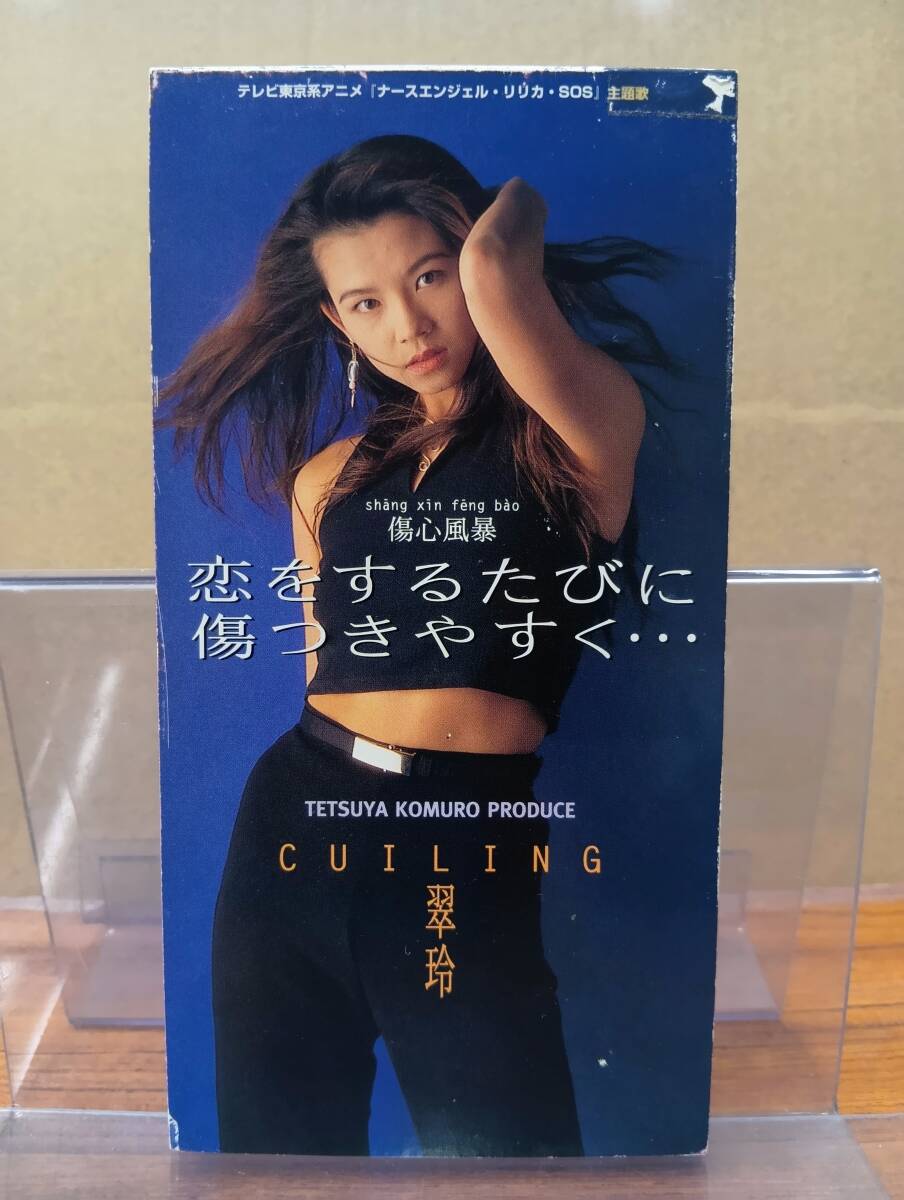 テレビ東京系アニメ『ナースエンジェル・リリカ・SOS』主題歌
shāng xīn fēng bào
傷心風暴
恋をするたびに
傷つきやすく…
TETSUYA KOMURO PRODUCE
CUILING
翠玲